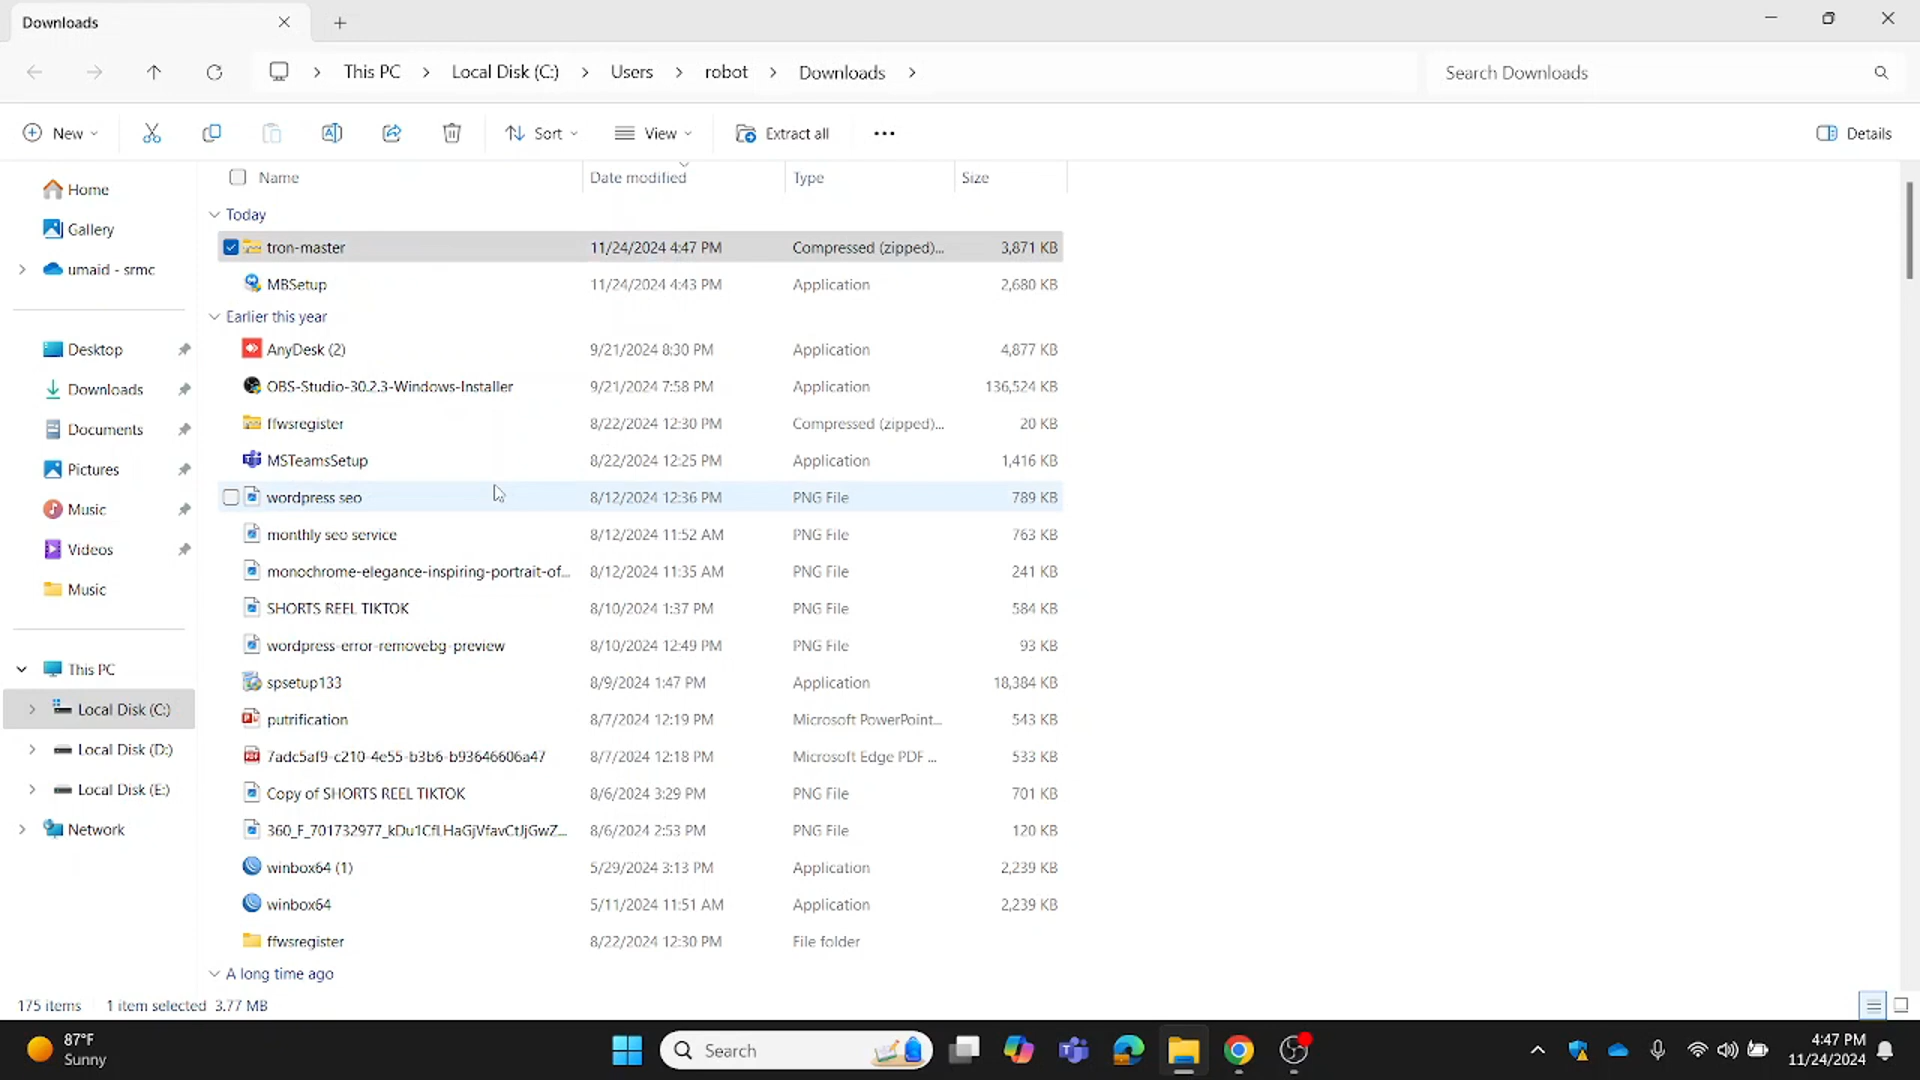 Downloads
This PC Local Disk (C:) Users robot Downloads
Search Downloads
New Sort View Extract all Details
Name Date modified Type Size
Today
tron-master 11/24/2024 4:47 PM Compressed (zipped)... 3,871 KB
MBSetup 11/24/2024 4:43 PM Application 2,680 KB
Earlier this year
AnyDesk (2) 9/21/2024 8:30 PM Application 4,877 KB
OBS-Studio-30.2.3-Windows-Installer 9/21/2024 7:58 PM Application 136,524 KB
ffwsregister 8/22/2024 12:30 PM Compressed (zipped)... 20 KB
MSTeamsSetup 8/22/2024 12:25 PM Application 1,416 KB
wordpress seo 8/12/2024 12:36 PM PNG File 789 KB
monthly seo service 8/12/2024 11:52 AM PNG File 763 KB
monochrome-elegance-inspiring-portrait-of... 8/12/2024 11:35 AM PNG File 241 KB
SHORTS REEL TIKTOK 8/10/2024 1:37 PM PNG File 584 KB
wordpress-error-removebg-preview 8/10/2024 12:49 PM PNG File 93 KB
spsetup133 8/9/2024 1:47 PM Application 18,384 KB
putrification 8/7/2024 12:19 PM Microsoft PowerPoint... 543 KB
7adc5af9-c210-4e55-b3b6-b93646606a47 8/7/2024 12:18 PM Microsoft Edge PDF ... 533 KB
Copy of SHORTS REEL TIKTOK 8/6/2024 3:29 PM PNG File 701 KB
360_F_701732977_kDu1CfLHaGjVfavCtJjGwZ... 8/6/2024 2:53 PM PNG File 120 KB
winbox64 (1) 5/29/2024 3:13 PM Application 2,239 KB
winbox64 5/11/2024 11:51 AM Application 2,239 KB
ffwsregister 8/22/2024 12:30 PM File folder
A long time ago
Home
Gallery
umaid - srmc
Desktop
Downloads
Documents
Pictures
Music
Videos
Music
This PC
Local Disk (C:)
Local Disk (D:)
Local Disk (E:)
Network
175 items 1 item selected 3.77 MB
87°F
Sunny
Search
4:47 PM
11/24/2024